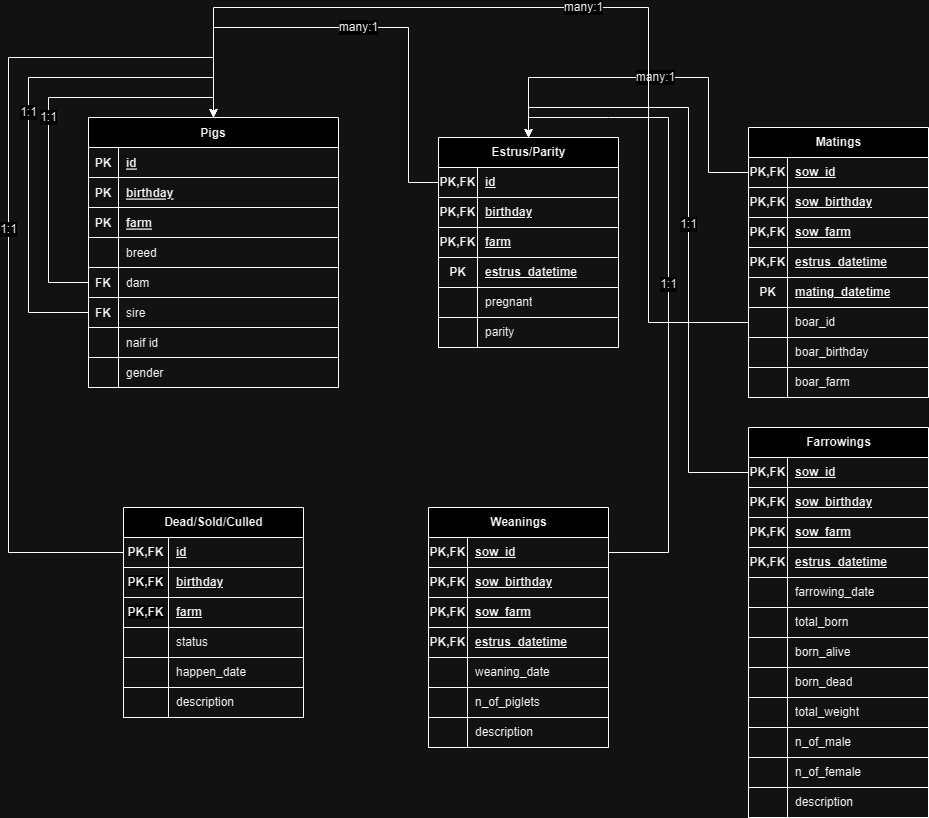 many:1
many:1
many:1
1:1
1:1
1:1
1:1
1:1
Pigs
PK id
PK birthday
PK farm
breed
FK dam
FK sire
naif id
gender
Estrus/Parity
PK,FK id
PK,FK birthday
PK,FK farm
PK estrus_datetime
pregnant
parity
Matings
PK,FK sow_id
PK,FK sow_birthday
PK,FK sow_farm
PK,FK estrus_datetime
PK mating_datetime
boar_id
boar_birthday
boar_farm
Dead/Sold/Culled
PK,FK id
PK,FK birthday
PK,FK farm
status
happen_date
description
Weanings
PK,FK sow_id
PK,FK sow_birthday
PK,FK sow_farm
PK,FK estrus_datetime
weaning_date
n_of_piglets
description
Farrowings
PK,FK sow_id
PK,FK sow_birthday
PK,FK sow_farm
PK,FK estrus_datetime
farrowing_date
total_born
born_alive
born_dead
total_weight
n_of_male
n_of_female
description